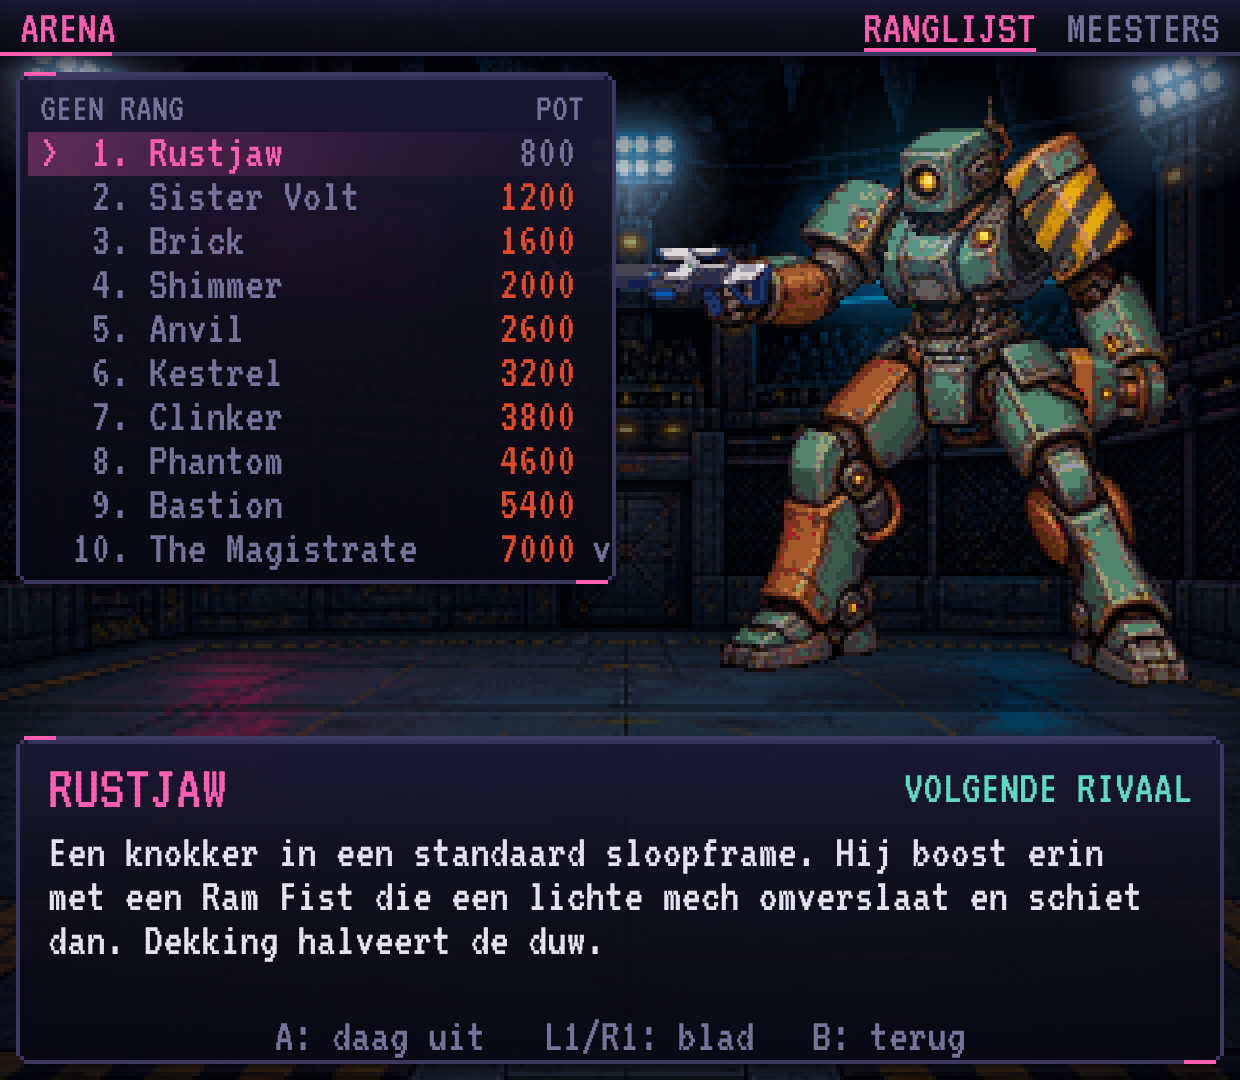 ARENA
RANGLIJST MEESTERS
GEEN RANG POT
> 1. Rustjaw 800
2. Sister Volt 1200
3. Brick 1600
4. Shimmer 2000
5. Anvil 2600
6. Kestrel 3200
7. Clinker 3800
8. Phantom 4600
9. Bastion 5400
10. The Magistrate 7000 v
RUSTJAW
VOLGENDE RIVAAL
Een knokker in een standaard sloopframe. Hij boost erin
met een Ram Fist die een lichte mech omverslaat en schiet
dan. Dekking halveert de duw.
A: daag uit L1/R1: blad B: terug